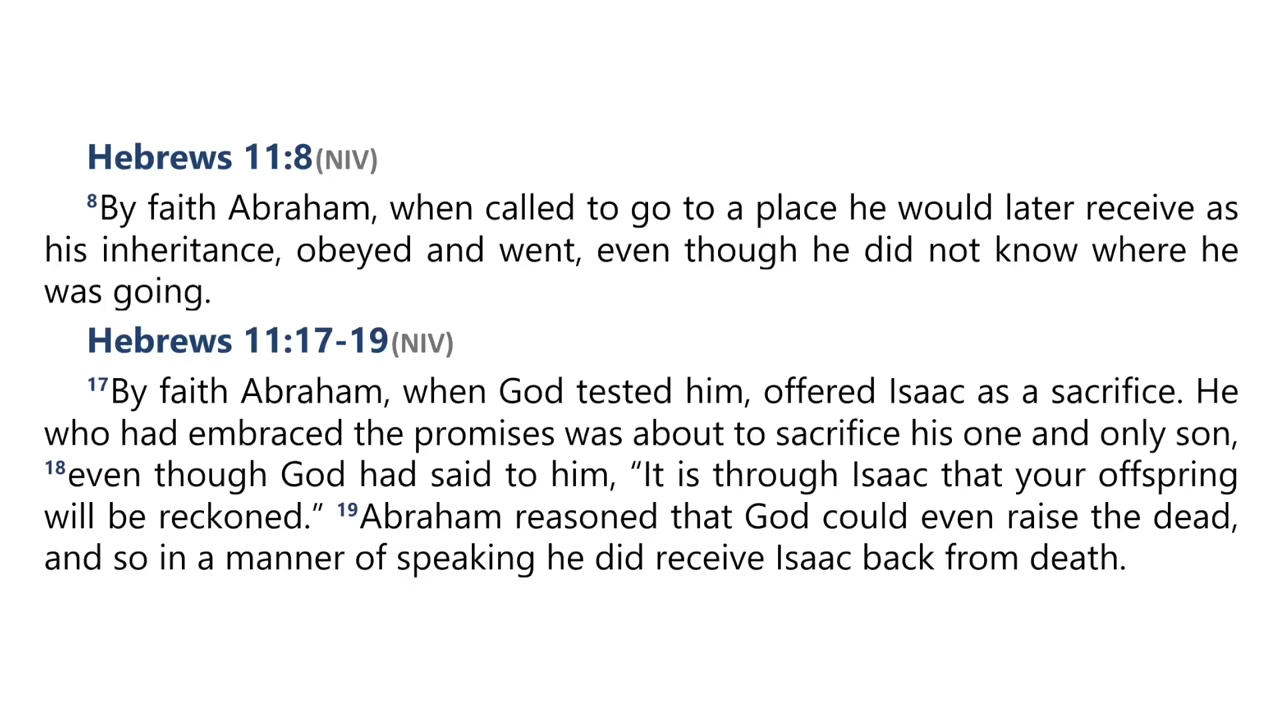 Hebrews 11:8(NIV)
8By faith Abraham, when called to go to a place he would later receive as
his inheritance, obeyed and went, even though he did not know where he
was going.
Hebrews 11:17-19(NIV)
17By faith Abraham, when God tested him, offered Isaac as a sacrifice. He
who had embraced the promises was about to sacrifice his one and only son,
18even though God had said to him, “It is through Isaac that your offspring
will be reckoned.” 19Abraham reasoned that God could even raise the dead,
and so in a manner of speaking he did receive Isaac back from death.